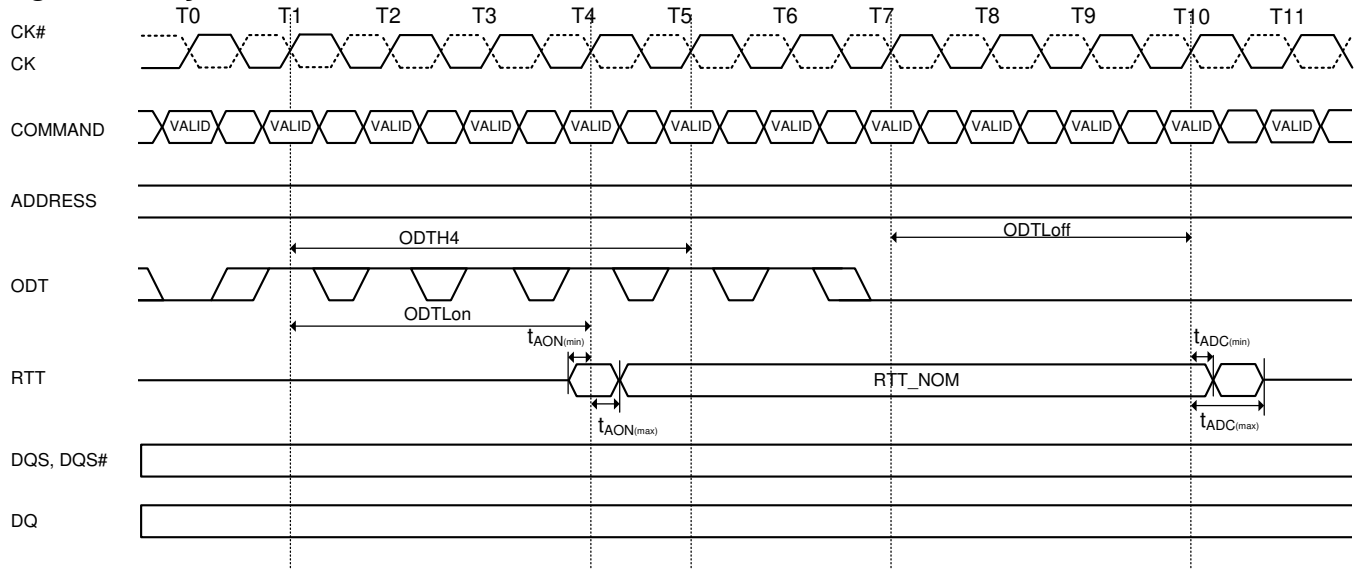 T0 T1 T2 T3 T4 T5 T6 T7 T8 T9 T10 T11
CK#
CK
COMMAND VALID VALID VALID VALID VALID VALID VALID VALID VALID VALID VALID VALID
ADDRESS
ODTH4 ODTLoff
ODT
ODTLon
tAON(min) tADC(min)
RTT RTT_NOM
tAON(max) tADC(max)
DQS, DQS#
DQ